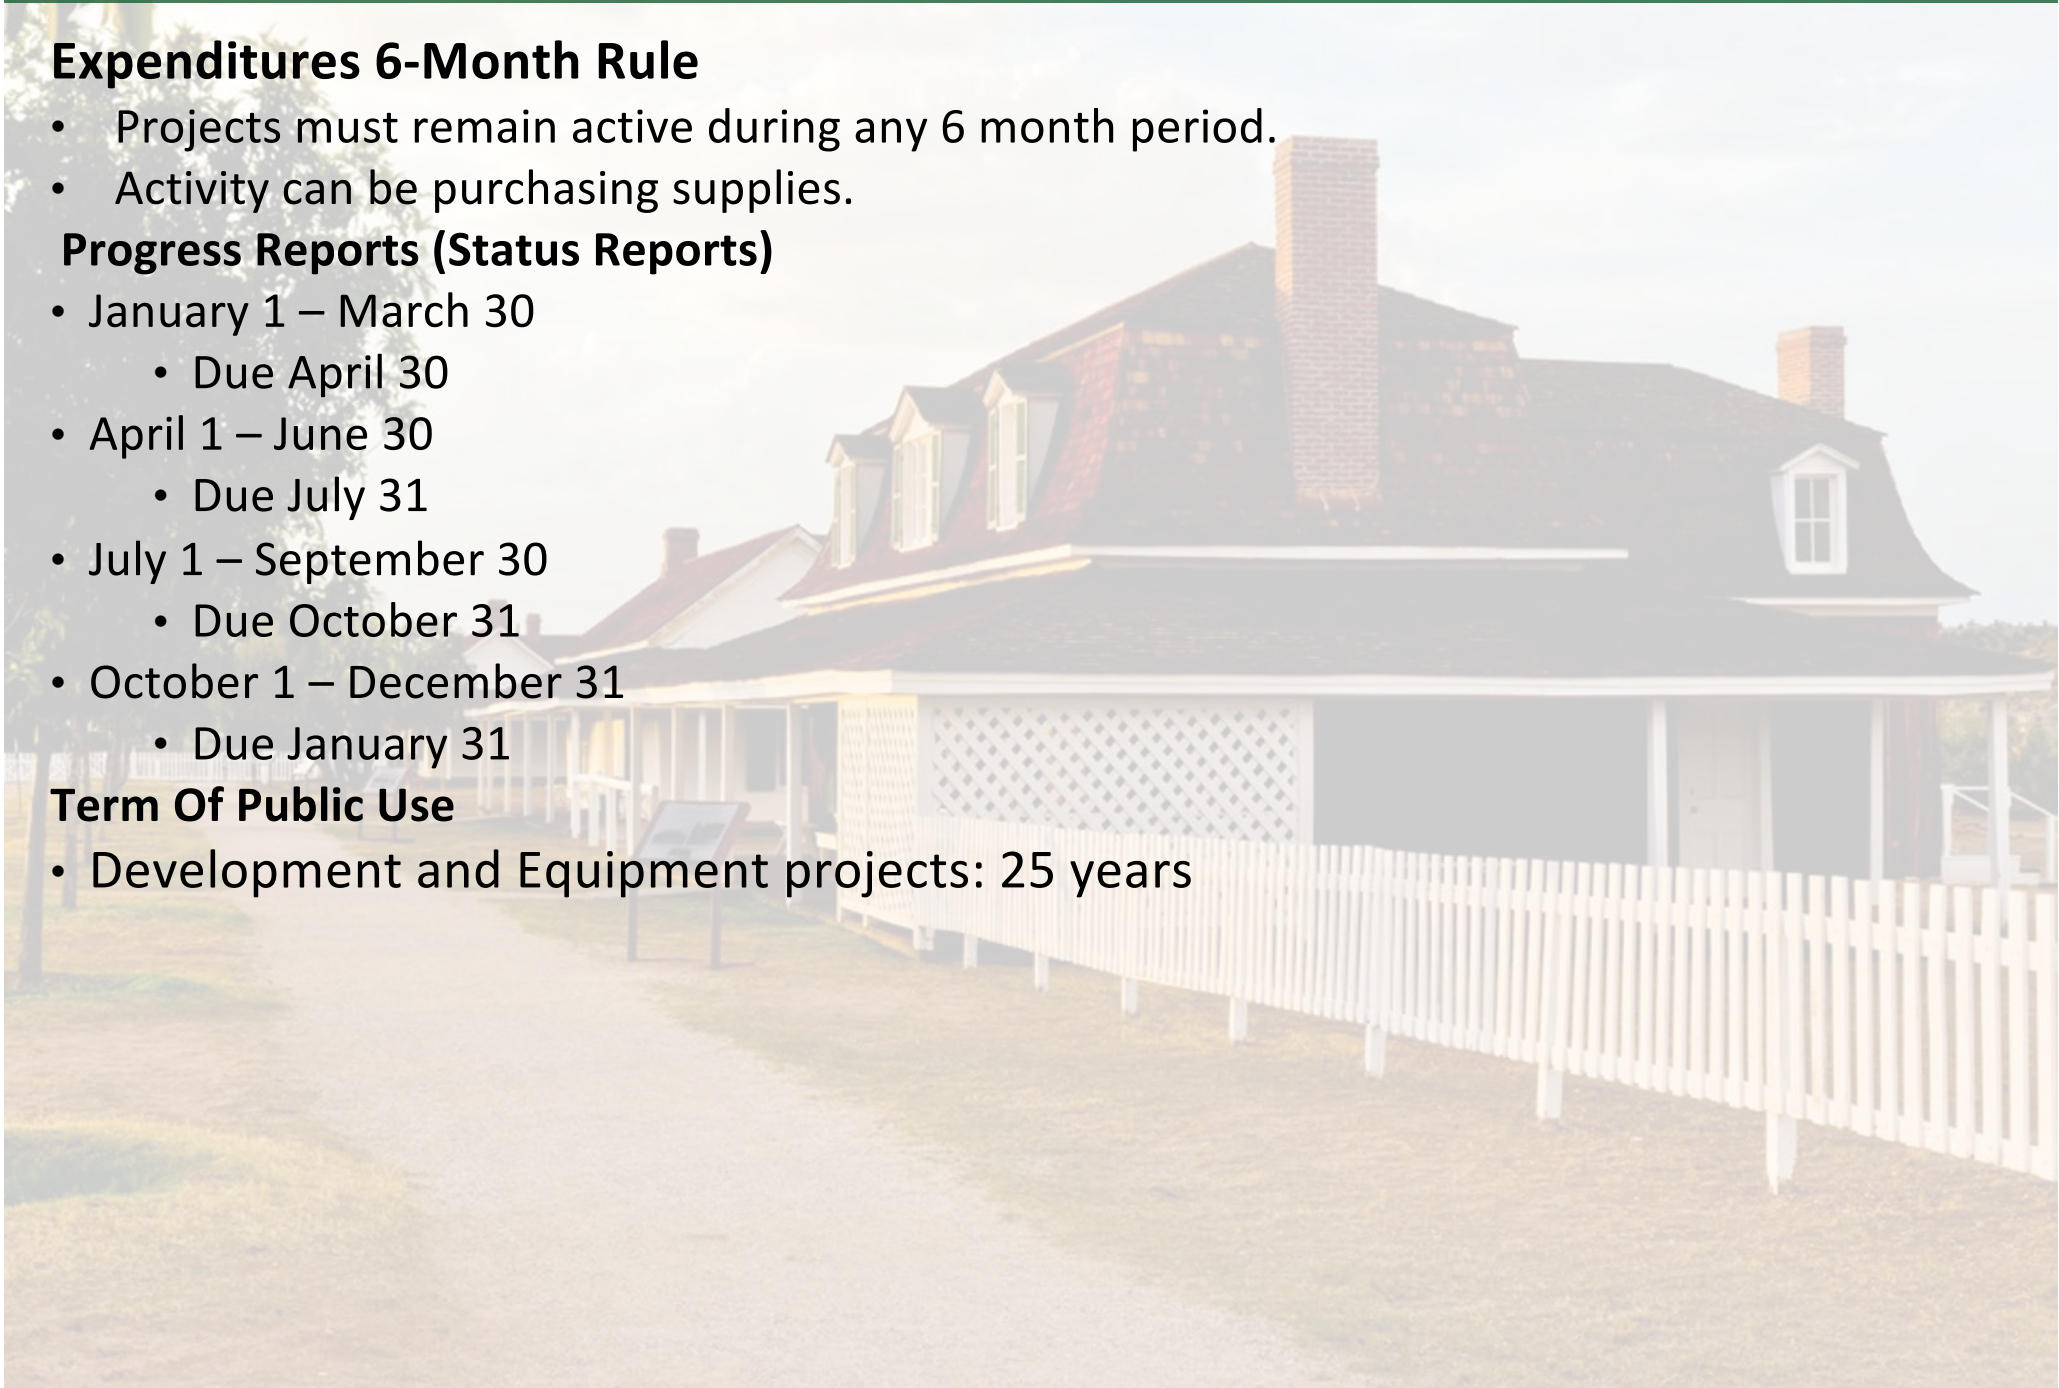 Expenditures 6-Month Rule
• Projects must remain active during any 6 month period.
• Activity can be purchasing supplies.
Progress Reports (Status Reports)
• January 1 – March 30
• Due April 30
• April 1 – June 30
• Due July 31
• July 1 – September 30
• Due October 31
• October 1 – December 31
• Due January 31
Term Of Public Use
• Development and Equipment projects: 25 years